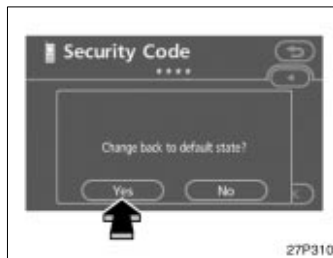 Security Code
****
Change back to default state?
Yes No
27P310